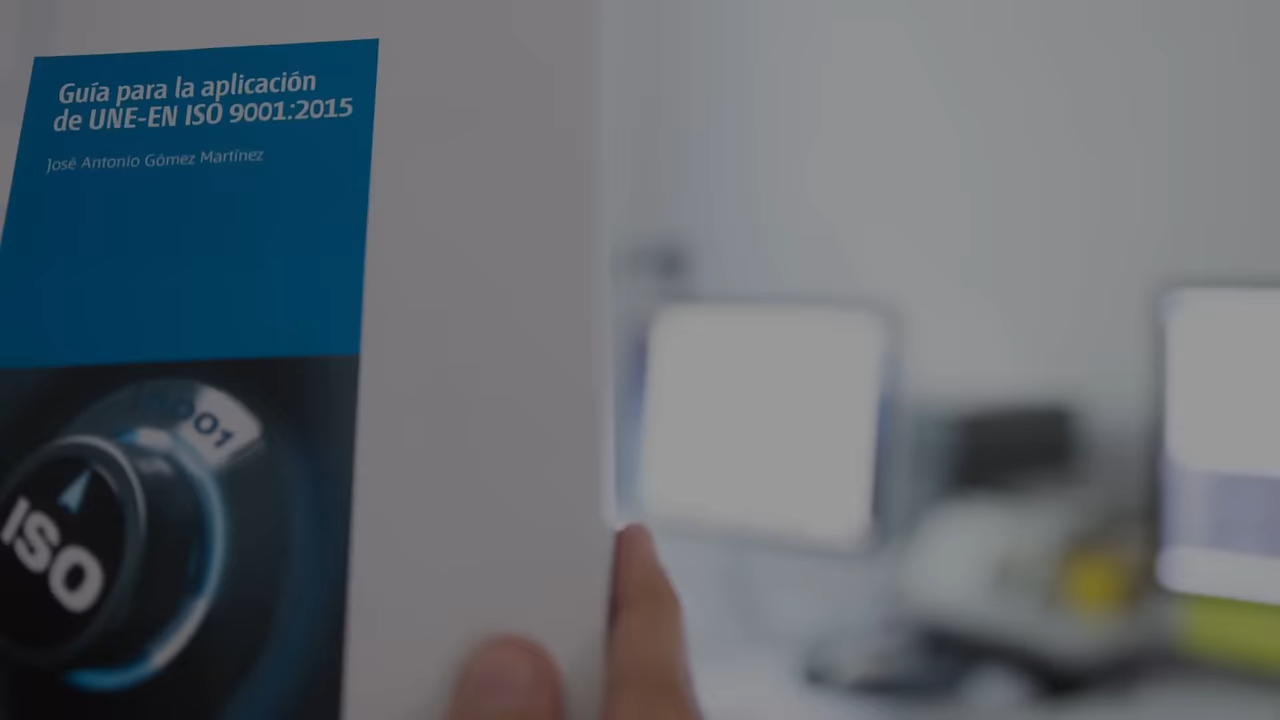 Guía para la aplicación
de UNE-EN ISO 9001:2015
José Antonio Gómez Martínez
ISO